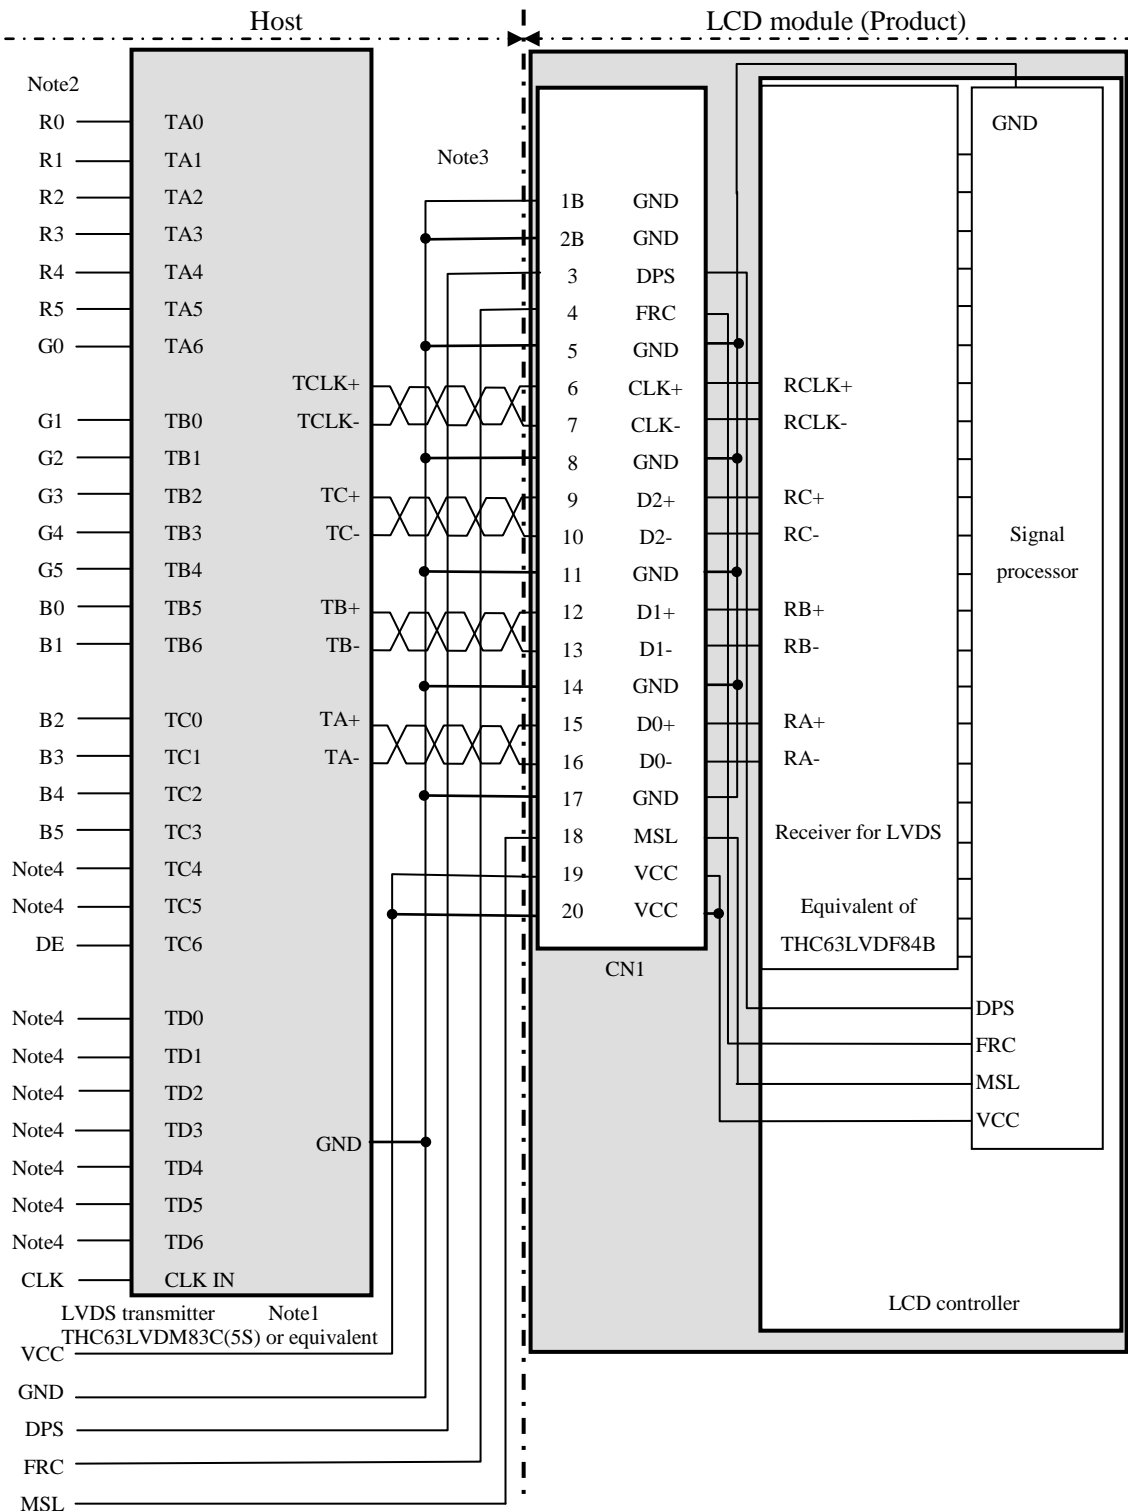 Host
LCD module (Product)
Note2
R0 TA0
R1 TA1
R2 TA2
R3 TA3
R4 TA4
R5 TA5
G0 TA6
G1 TB0
G2 TB1
G3 TB2
G4 TB3
G5 TB4
B0 TB5
B1 TB6
B2 TC0
B3 TC1
B4 TC2
B5 TC3
Note4 TC4
Note4 TC5
DE TC6
Note4 TD0
Note4 TD1
Note4 TD2
Note4 TD3
Note4 TD4
Note4 TD5
Note4 TD6
CLK CLK IN
TCLK+
TCLK-
TC+
TC-
TB+
TB-
TA+
TA-
GND
LVDS transmitter Note1
THC63LVDM83C(5S) or equivalent
VCC
GND
DPS
FRC
MSL
Note3
1B GND
2B GND
3 DPS
4 FRC
5 GND
6 CLK+
7 CLK-
8 GND
9 D2+
10 D2-
11 GND
12 D1+
13 D1-
14 GND
15 D0+
16 D0-
17 GND
18 MSL
19 VCC
20 VCC
CN1
RCLK+
RCLK-
RC+
RC-
RB+
RB-
RA+
RA-
Receiver for LVDS
Equivalent of
THC63LVDF84B
GND
Signal
processor
DPS
FRC
MSL
VCC
LCD controller